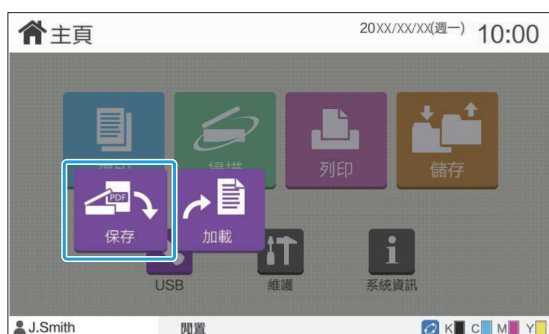 主頁
20XX/XX/XX(週一) 10:00
列印
儲存
PDF
保存
加載
USB
維護
系統資訊
J.Smith
閒置
K C M Y